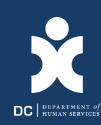 DC DEPARTMENT of
HUMAN SERVICES